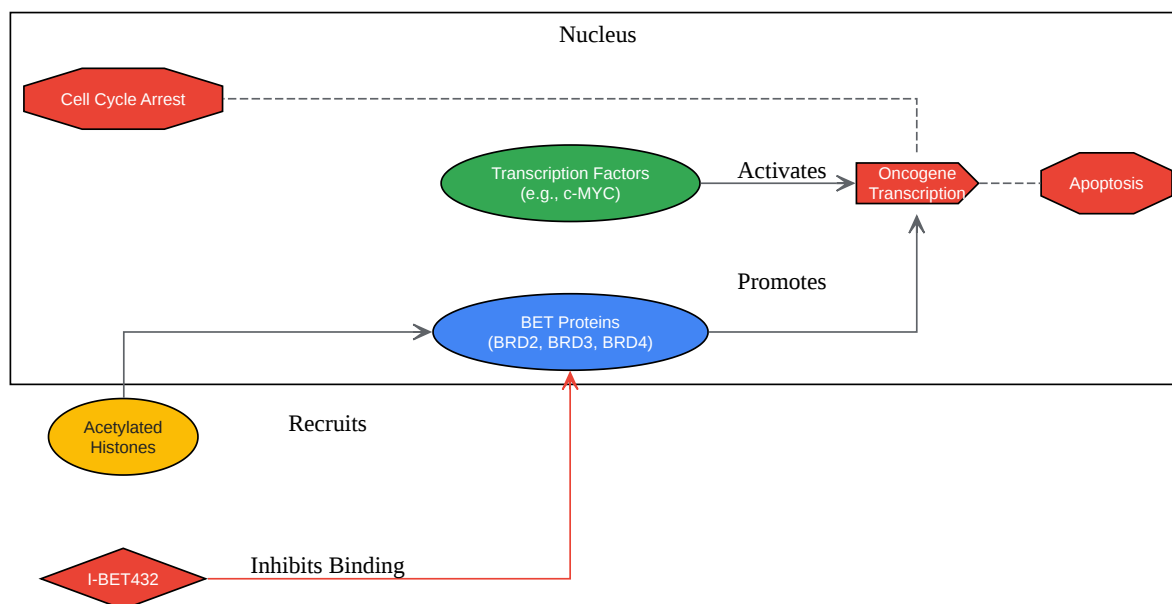 Nucleus
Cell Cycle Arrest
Transcription Factors
(e.g., c-MYC)
Activates
Oncogene
Transcription
Apoptosis
Promotes
BET Proteins
(BRD2, BRD3, BRD4)
Acetylated
Histones
Recruits
Inhibits Binding
I-BET432